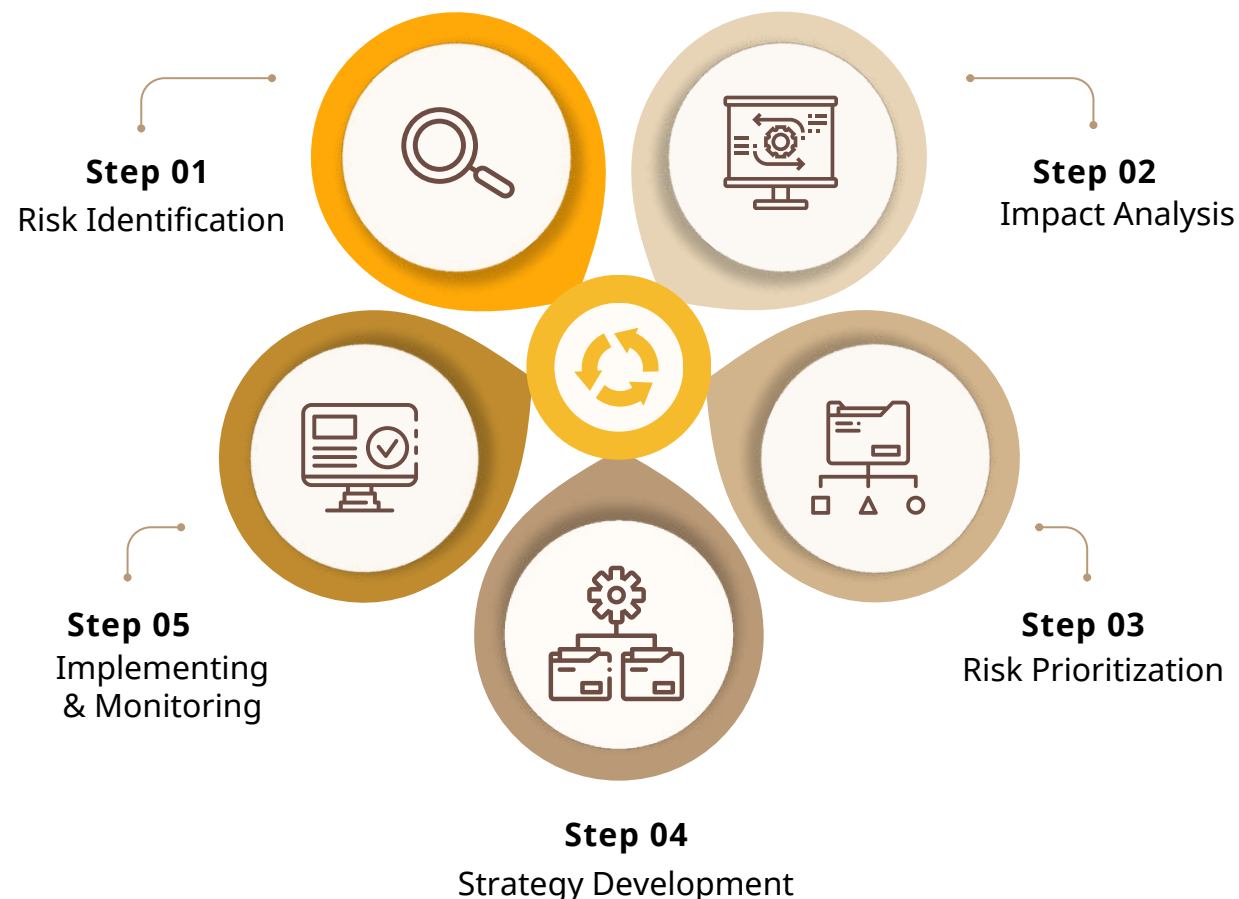 Step 01
Risk Identification
Step 02
Impact Analysis
Step 03
Risk Prioritization
Step 04
Strategy Development
Step 05
Implementing
& Monitoring